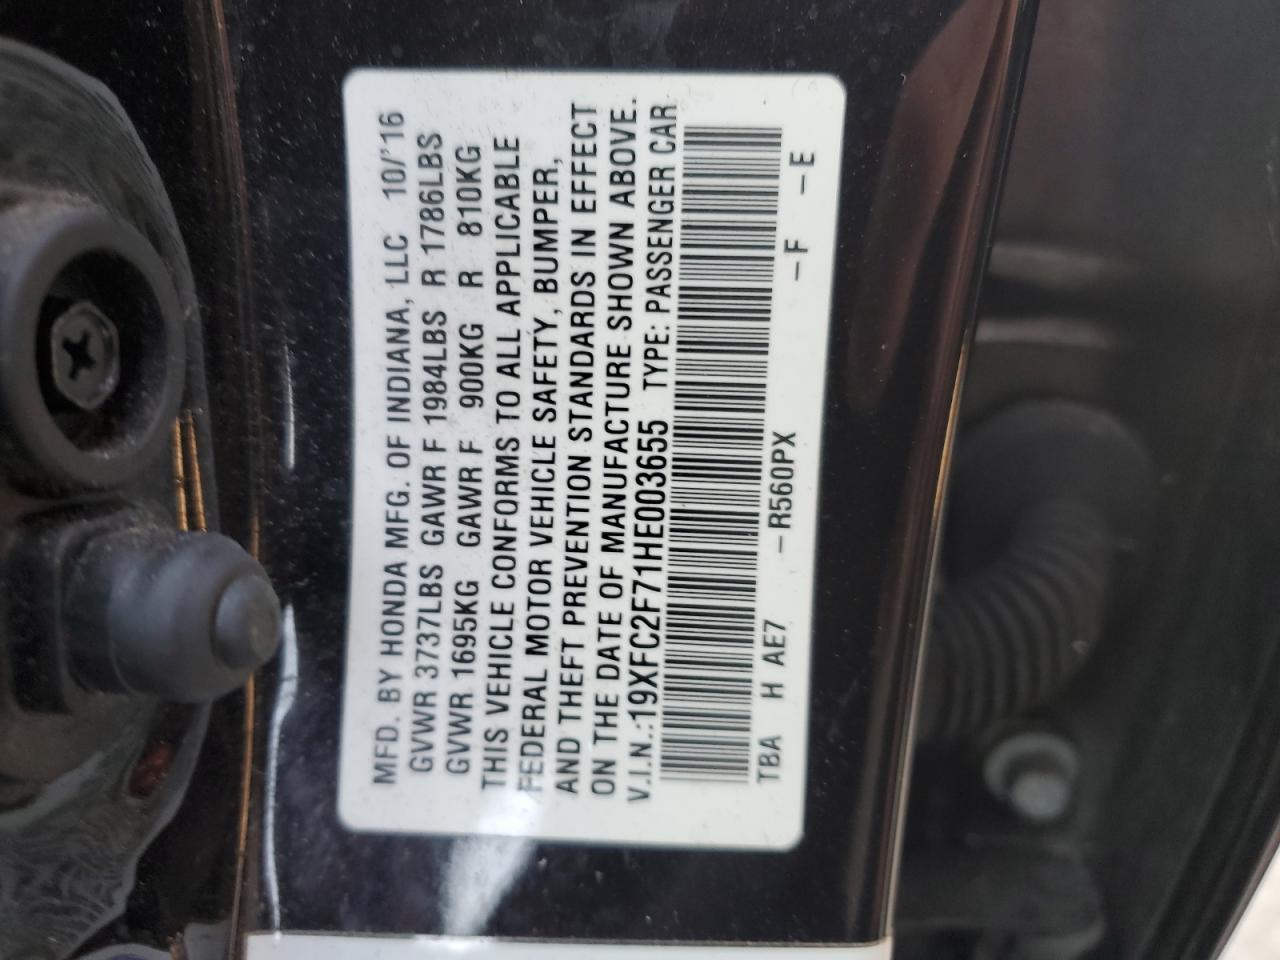 MFD. BY HONDA MFG. OF INDIANA, LLC 10/'16
GVWR 3737LBS GAWR F 1984LBS R 1786LBS
GVWR 1695KG GAWR F 900KG R 810KG
THIS VEHICLE CONFORMS TO ALL APPLICABLE
FEDERAL MOTOR VEHICLE SAFETY, BUMPER,
AND THEFT PREVENTION STANDARDS IN EFFECT
ON THE DATE OF MANUFACTURE SHOWN ABOVE.
V.I.N.:19XFC2F71HE003655 TYPE: PASSENGER CAR
TBA H AE7 -R560PX -F -E